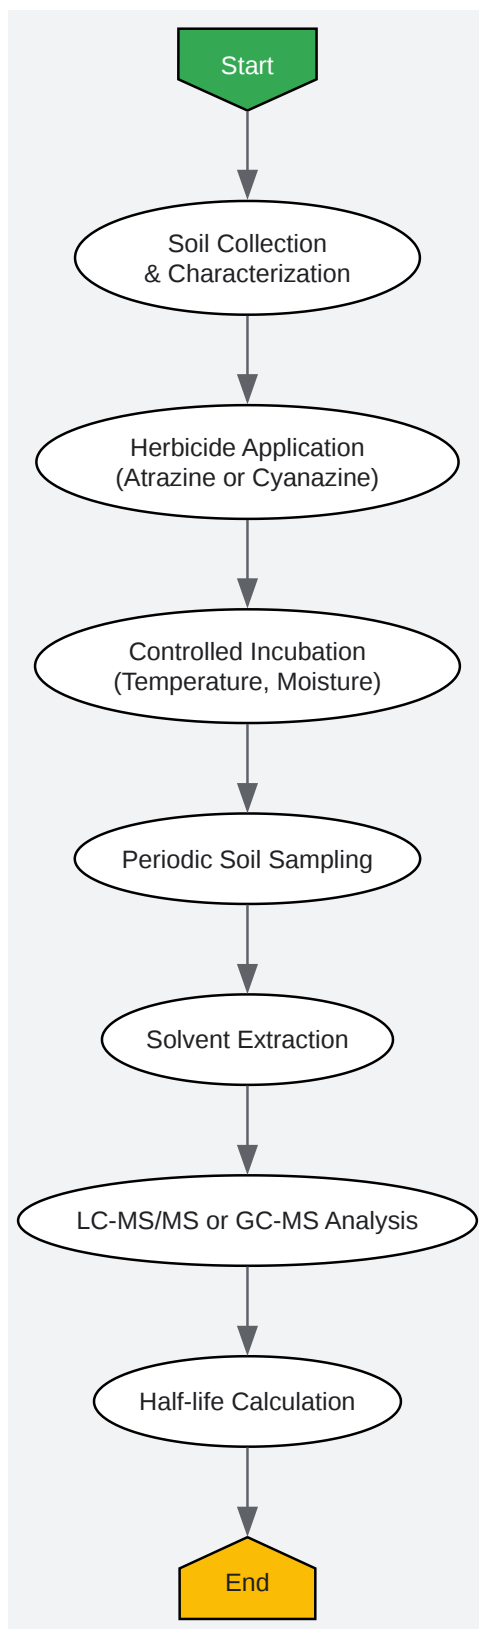 Start
Soil Collection
& Characterization
Herbicide Application
(Atrazine or Cyanazine)
Controlled Incubation
(Temperature, Moisture)
Periodic Soil Sampling
Solvent Extraction
LC-MS/MS or GC-MS Analysis
Half-life Calculation
End